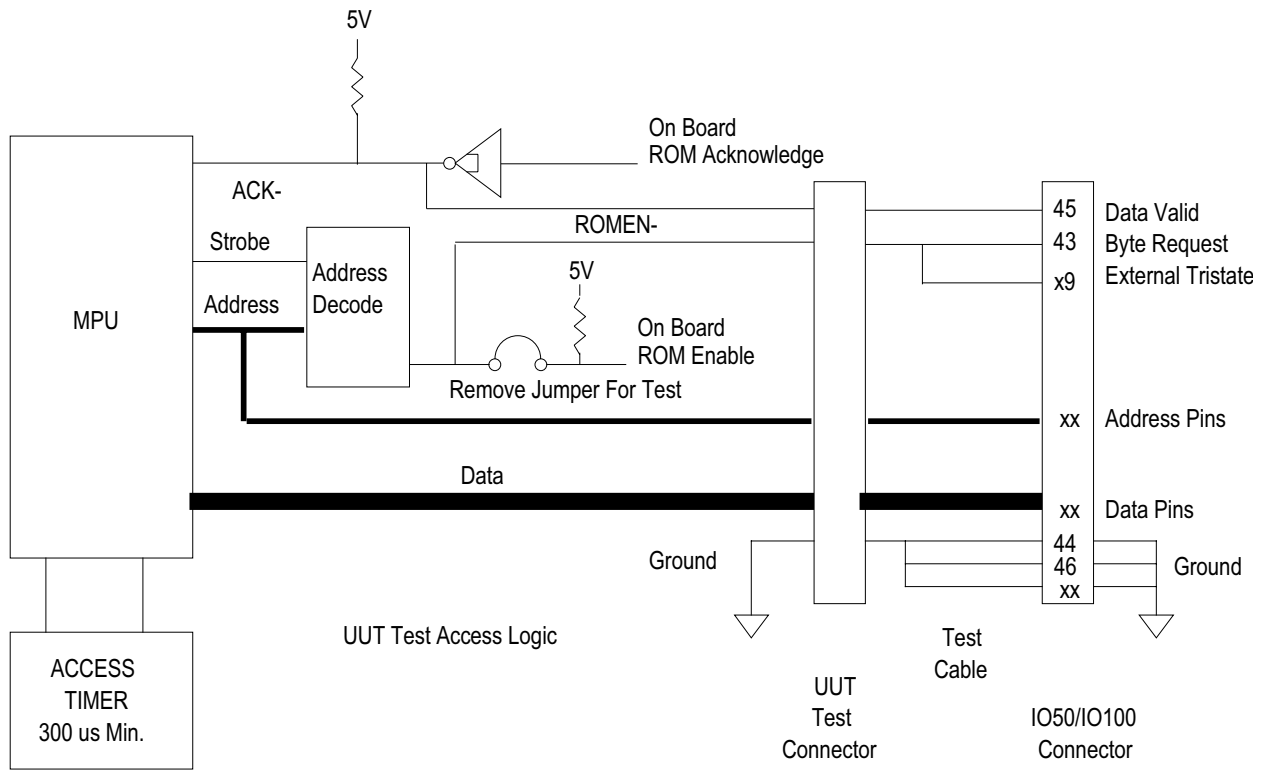 5V
On Board
ROM Acknowledge
ACK-
ROMEN-
45
Data Valid
Strobe
43
Byte Request
5V
Address
Decode
x9
External Tristate
MPU
Address
On Board
ROM Enable
Remove Jumper For Test
xx
Address Pins
Data
xx
Data Pins
44
Ground
46
Ground
xx
UUT Test Access Logic
Test
Cable
ACCESS
TIMER
300 us Min.
UUT
Test
Connector
IO50/IO100
Connector